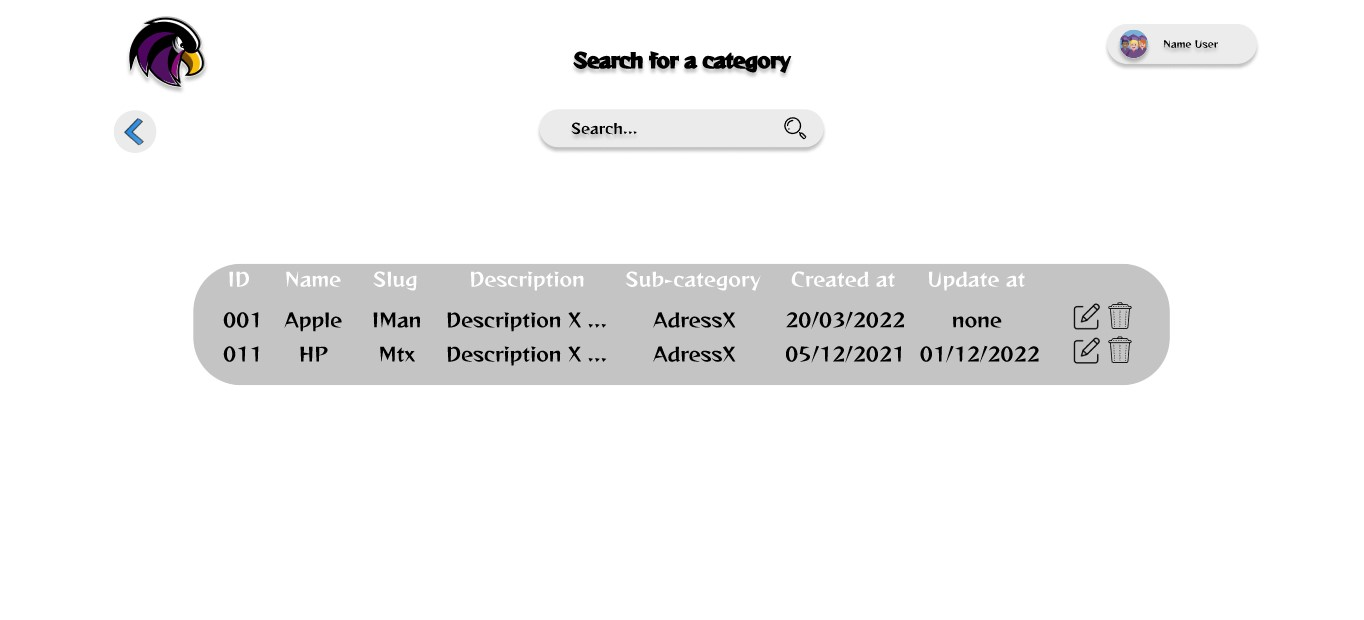 Search for a category
Name User
Search...
ID Name Slug Description Sub-category Created at Update at
001 Apple IMan Description X ... AdressX 20/03/2022 none
011 HP Mtx Description X ... AdressX 05/12/2021 01/12/2022